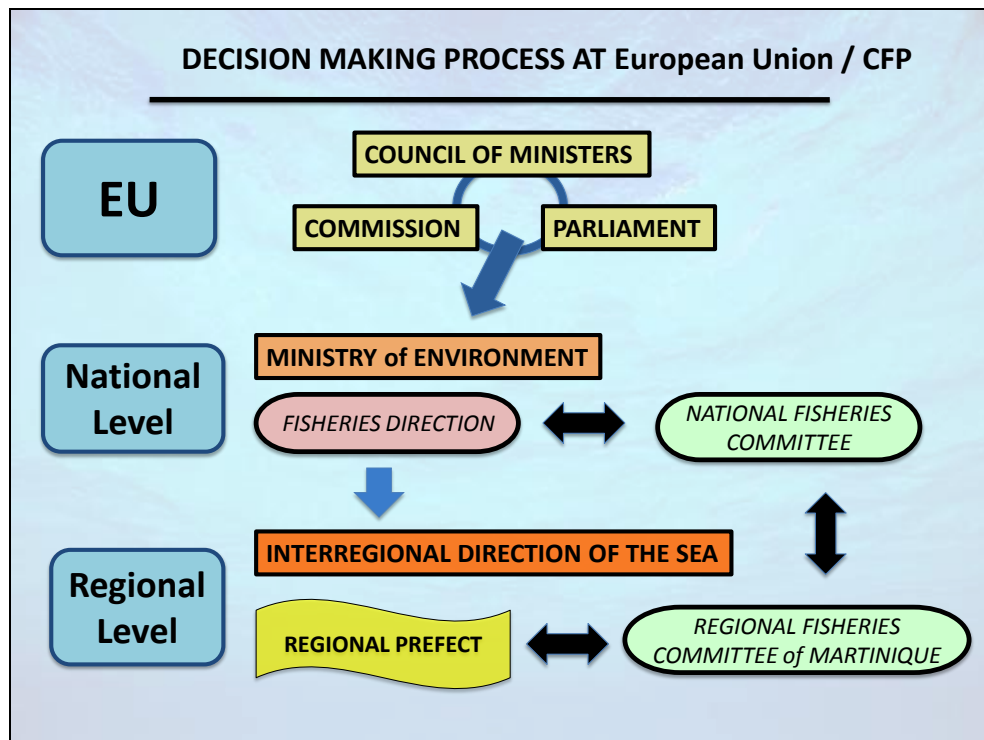 DECISION MAKING PROCESS AT European Union / CFP
EU
COUNCIL OF MINISTERS
COMMISSION
PARLIAMENT
National
Level
MINISTRY of ENVIRONMENT
FISHERIES DIRECTION
NATIONAL FISHERIES
COMMITTEE
Regional
Level
INTERREGIONAL DIRECTION OF THE SEA
REGIONAL PREFECT
REGIONAL FISHERIES
COMMITTEE of MARTINIQUE